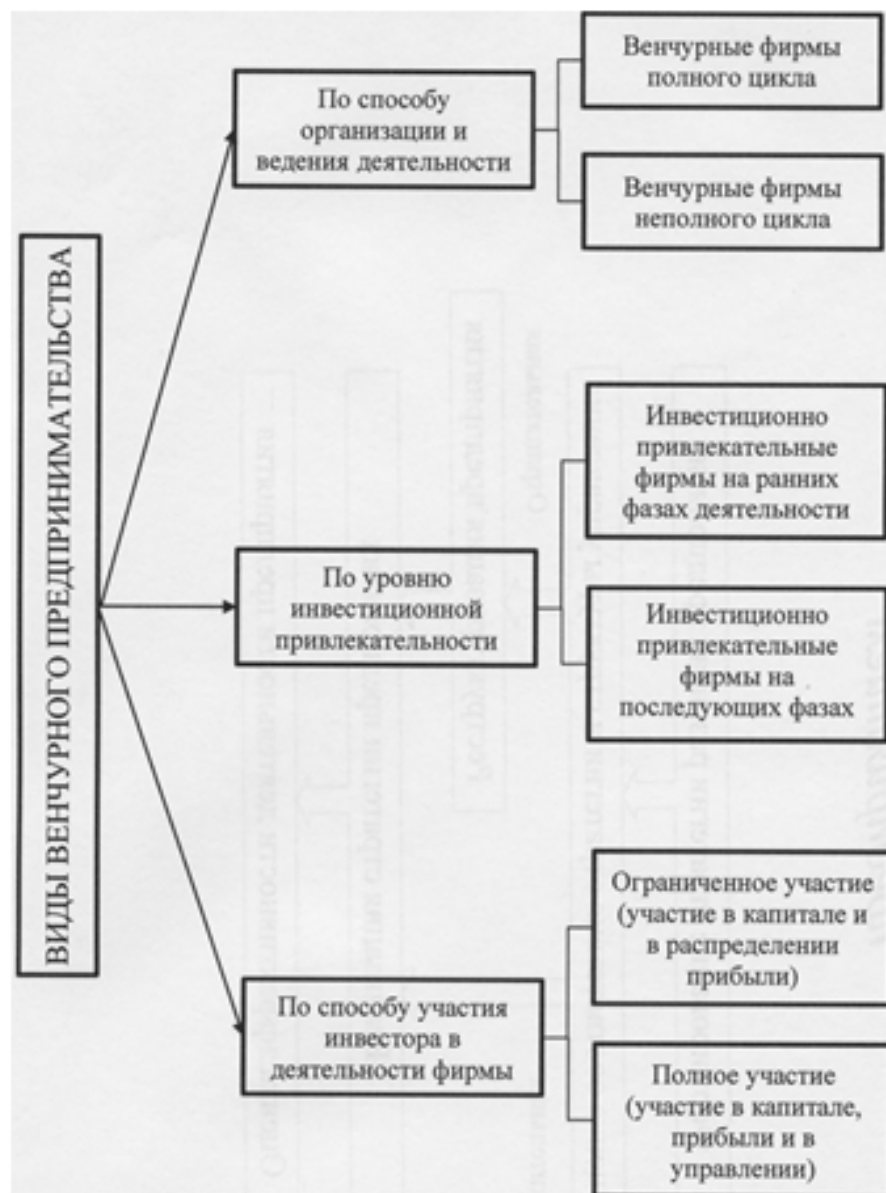 ВИДЫ ВЕНЧУРНОГО ПРЕДПРИНИМАТЕЛЬСТВА
По способу
организации и
ведения деятельности
Венчурные фирмы
полного цикла
Венчурные фирмы
неполного цикла
По уровню
инвестиционной
привлекательности
Инвестиционно
привлекательные
фирмы на ранних
фазах деятельности
Инвестиционно
привлекательные
фирмы на
последующих фазах
По способу участия
инвестора в
деятельности фирмы
Ограниченное участие
(участие в капитале и
в распределении
прибыли)
Полное участие
(участие в капитале,
прибыли и в
управлении)